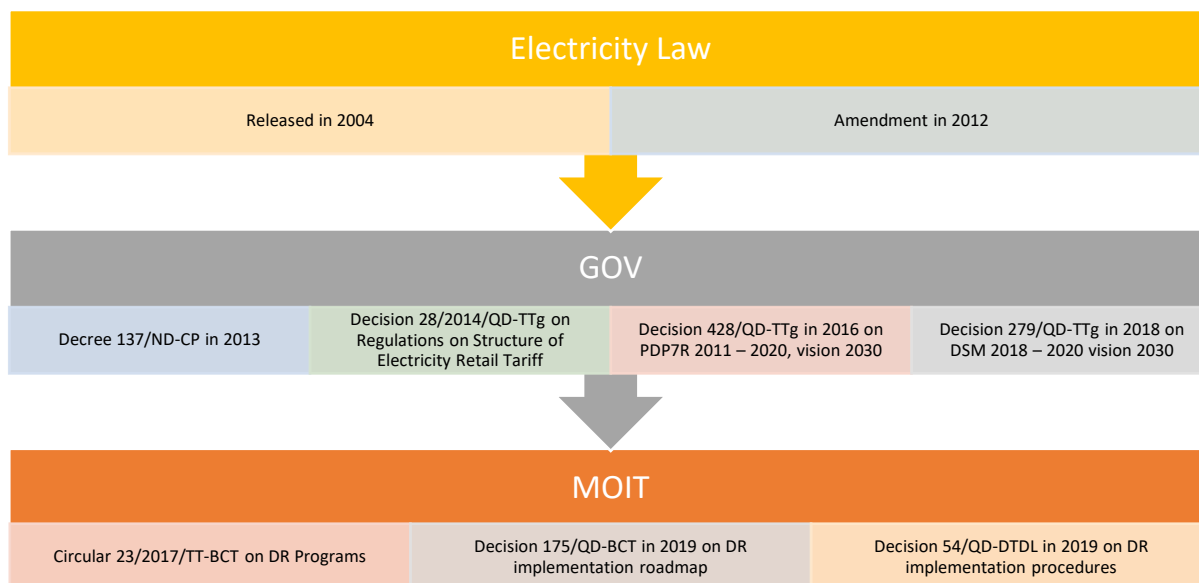 Electricity Law
Released in 2004
Amendment in 2012
GOV
Decree 137/ND-CP in 2013
Decision 28/2014/QD-TTg on
Regulations on Structure of
Electricity Retail Tariff
Decision 428/QD-TTg in 2016 on
PDP7R 2011 – 2020, vision 2030
Decision 279/QD-TTg in 2018 on
DSM 2018 – 2020 vision 2030
MOIT
Circular 23/2017/TT-BCT on DR Programs
Decision 175/QD-BCT in 2019 on DR
implementation roadmap
Decision 54/QD-DTDL in 2019 on DR
implementation procedures